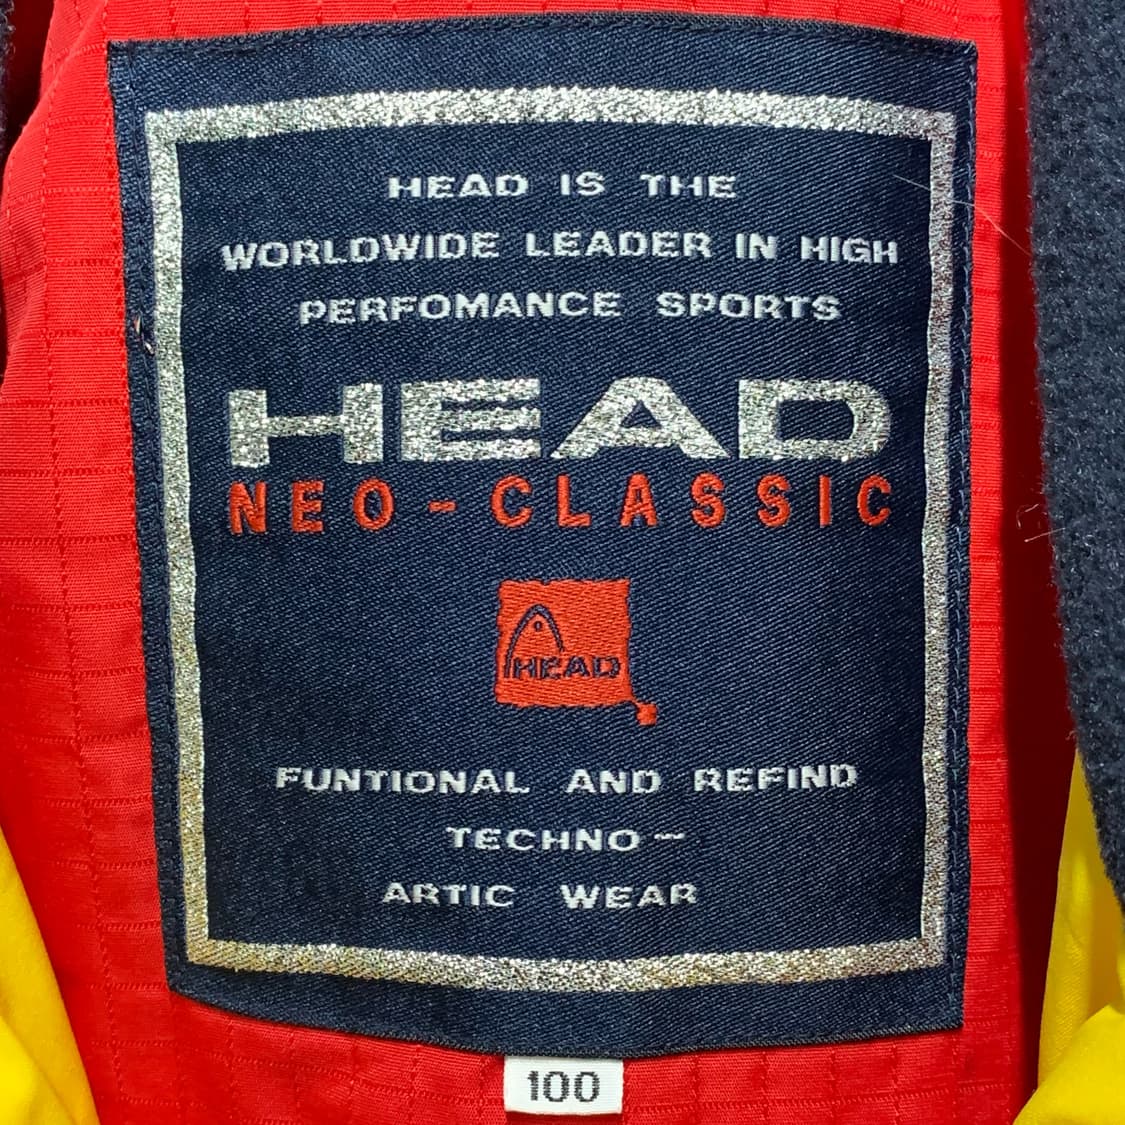 HEAD IS THE
WORLDWIDE LEADER IN HIGH
PERFOMANCE SPORTS
HEAD
NEO-CLASSIC
HEAD
FUNTIONAL AND REFIND
TECHNO-
ARTIC WEAR
100